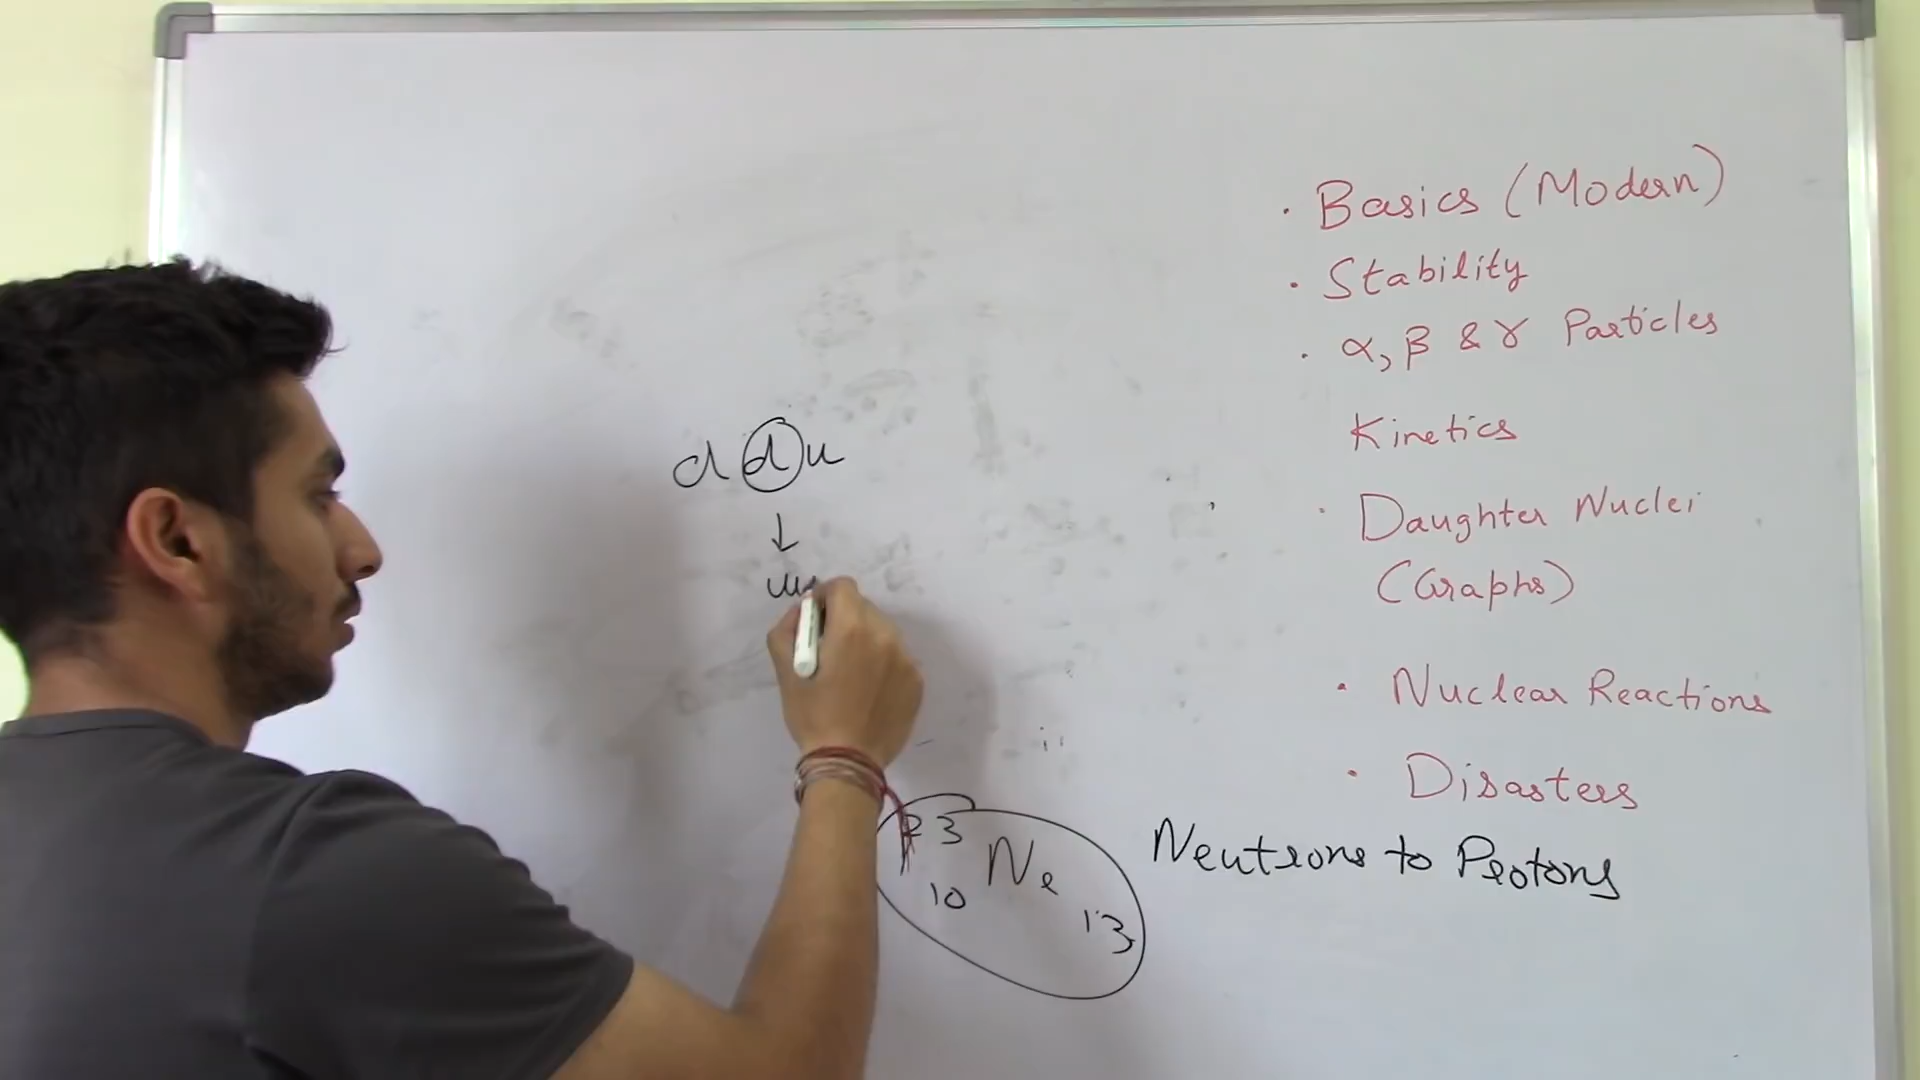 • Basics (Modern)
• Stability
• α, β & γ Particles
Kinetics
• Daughter Nuclei
(Graphs)
• Nuclear Reactions
• Disasters
d d u
↓
23
10 Ne 13
Neutrons to Protons